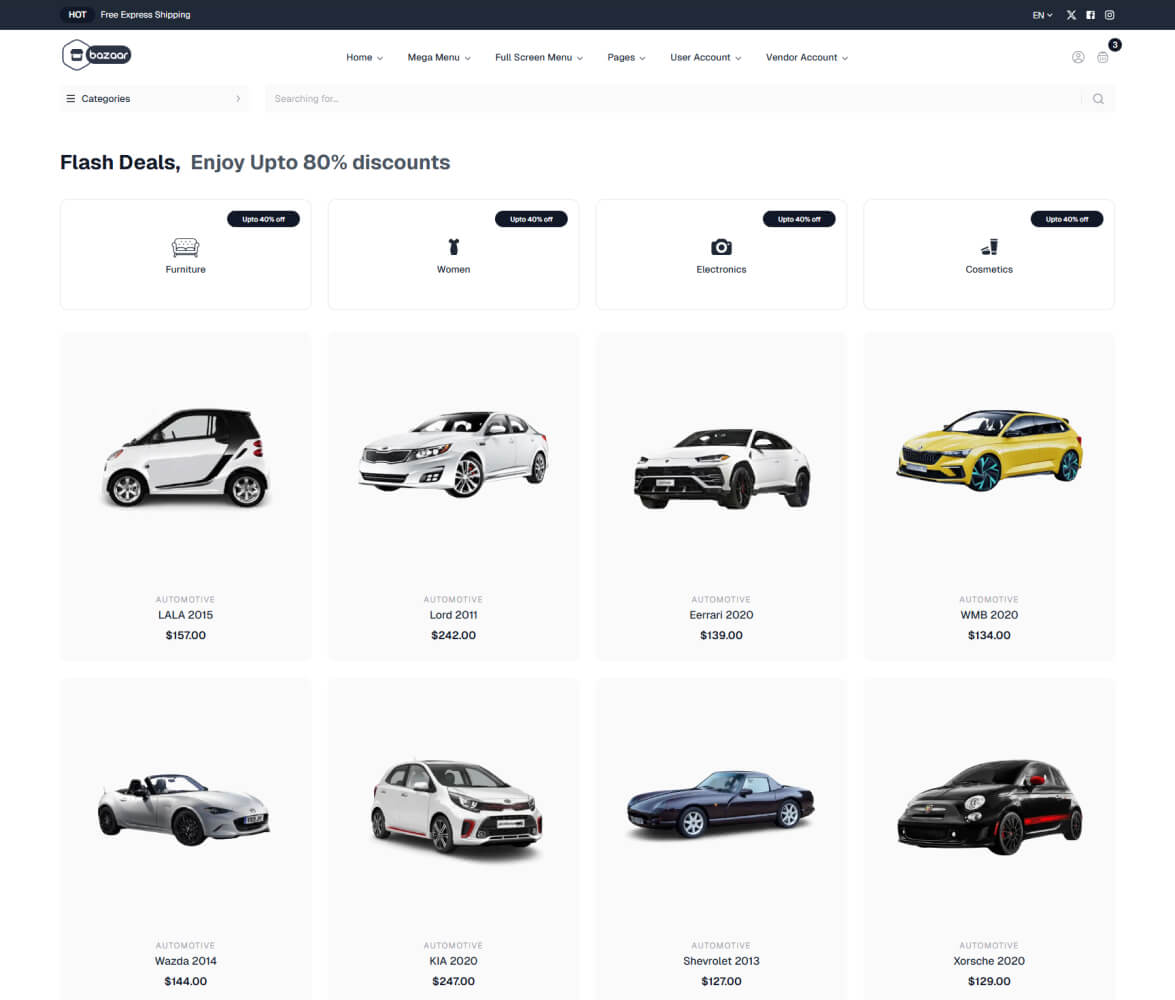 HOT Free Express Shipping EN
bazaar
Home Mega Menu Full Screen Menu Pages User Account Vendor Account
3
Categories
Searching for...
Flash Deals, Enjoy Upto 80% discounts
Upto 40% off
Furniture
Upto 40% off
Women
Upto 40% off
Electronics
Upto 40% off
Cosmetics
AUTOMOTIVE
LALA 2015
$157.00
AUTOMOTIVE
Lord 2011
$242.00
AUTOMOTIVE
Eerrari 2020
$139.00
AUTOMOTIVE
WMB 2020
$134.00
AUTOMOTIVE
Wazda 2014
$144.00
AUTOMOTIVE
KIA 2020
$247.00
AUTOMOTIVE
Shevrolet 2013
$127.00
AUTOMOTIVE
Xorsche 2020
$129.00